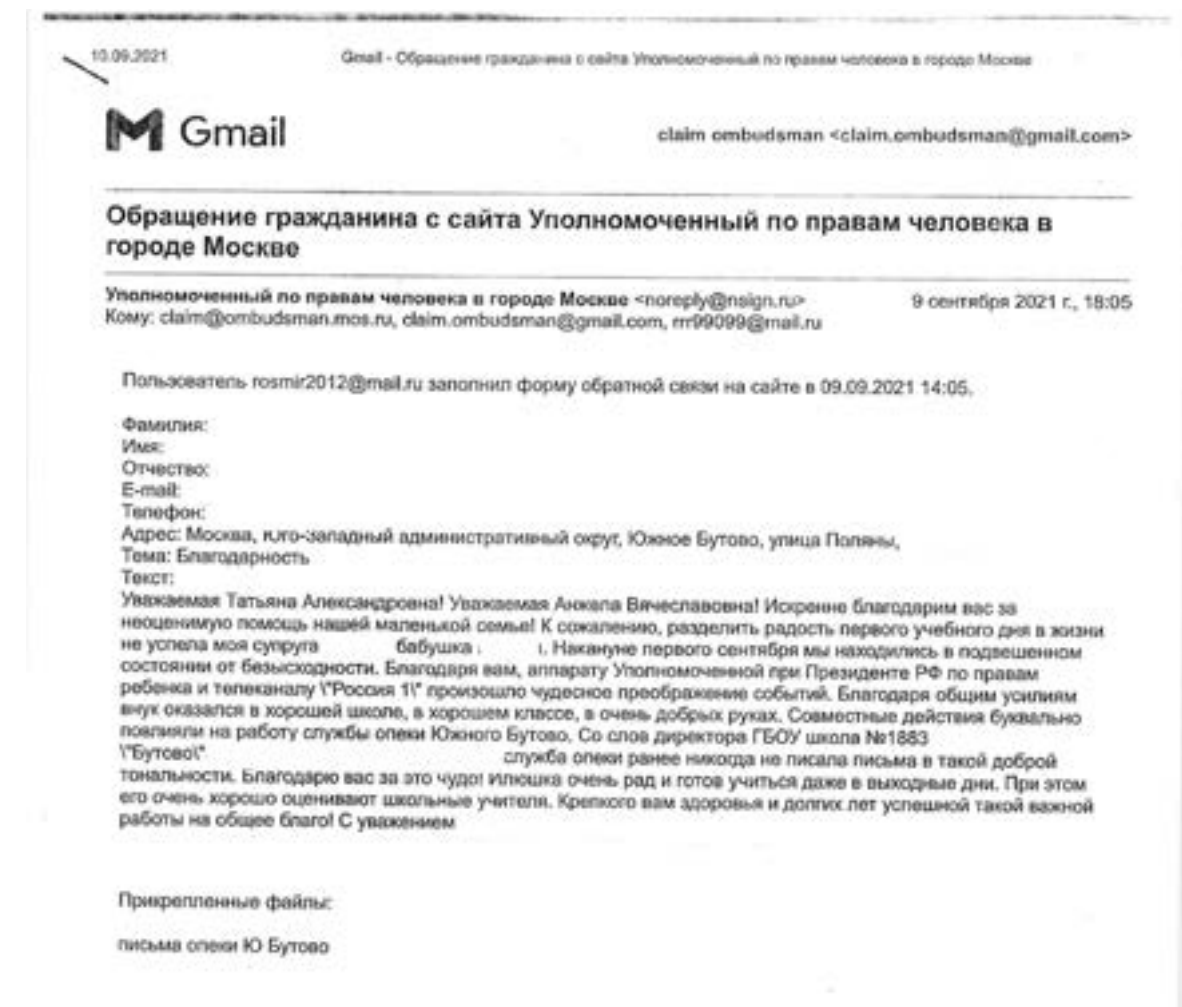 10.09.2021 Gmail - Обращение гражданина с сайта Уполномоченный по правам человека в городе Москве
Gmail
claim ombudsman <claim.ombudsman@gmail.com>
Обращение гражданина с сайта Уполномоченный по правам человека в
городе Москве
Уполномоченный по правам человека в городе Москве <noreply@nsign.ru> 9 сентября 2021 г., 18:05
Кому: claim@ombudsman.mos.ru, claim.ombudsman@gmail.com, rrr99099@mail.ru
Пользователь rosmir2012@mail.ru заполнил форму обратной связи на сайте в 09.09.2021 14:05.
Фамилия:
Имя:
Отчество:
E-mail:
Телефон:
Адрес: Москва, юго-западный административный округ, Южное Бутово, улица Поляны,
Тема: Благодарность
Текст:
Уважаемая Татьяна Александровна! Уважаемая Анжела Вячеславовна! Искренне благодарим вас за
неоценимую помощь нашей маленькой семье! К сожалению, разделить радость первого учебного дня в жизни
не успела моя супруга бабушка . Накануне первого сентября мы находились в подвешенном
состоянии от безысходности. Благодаря вам, аппарату Уполномоченной при Президенте РФ по правам
ребенка и телеканалу \"Россия 1\" произошло чудесное преображение событий. Благодаря общим усилиям
внук оказался в хорошей школе, в хорошем классе, в очень добрых руках. Совместные действия буквально
повлияли на работу службы опеки Южного Бутово. Со слов директора ГБОУ школа №1883
\"Бутово\" служба опеки ранее никогда не писала письма в такой доброй
тональности. Благодарю вас за это чудо! Илюшка очень рад и готов учиться даже в выходные дни. При этом
его очень хорошо оценивают школьные учителя. Крепкого вам здоровья и долгих лет успешной такой важной
работы на общее благо! С уважением
Прикрепленные файлы:
письма опеки Ю Бутово